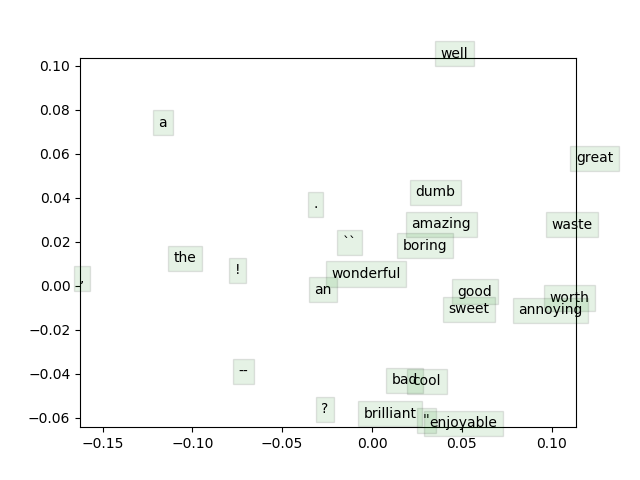 well
0.10
a
0.08
great
0.06
dumb
0.04
.
amazing
waste
0.02
``
boring
the
!
wonderful
0.00
,
an
good
worth
sweet
annoying
−0.02
--
bad
cool
−0.04
?
brilliant
"
enjoyable
−0.06
−0.15
−0.10
−0.05
0.00
0.05
0.10